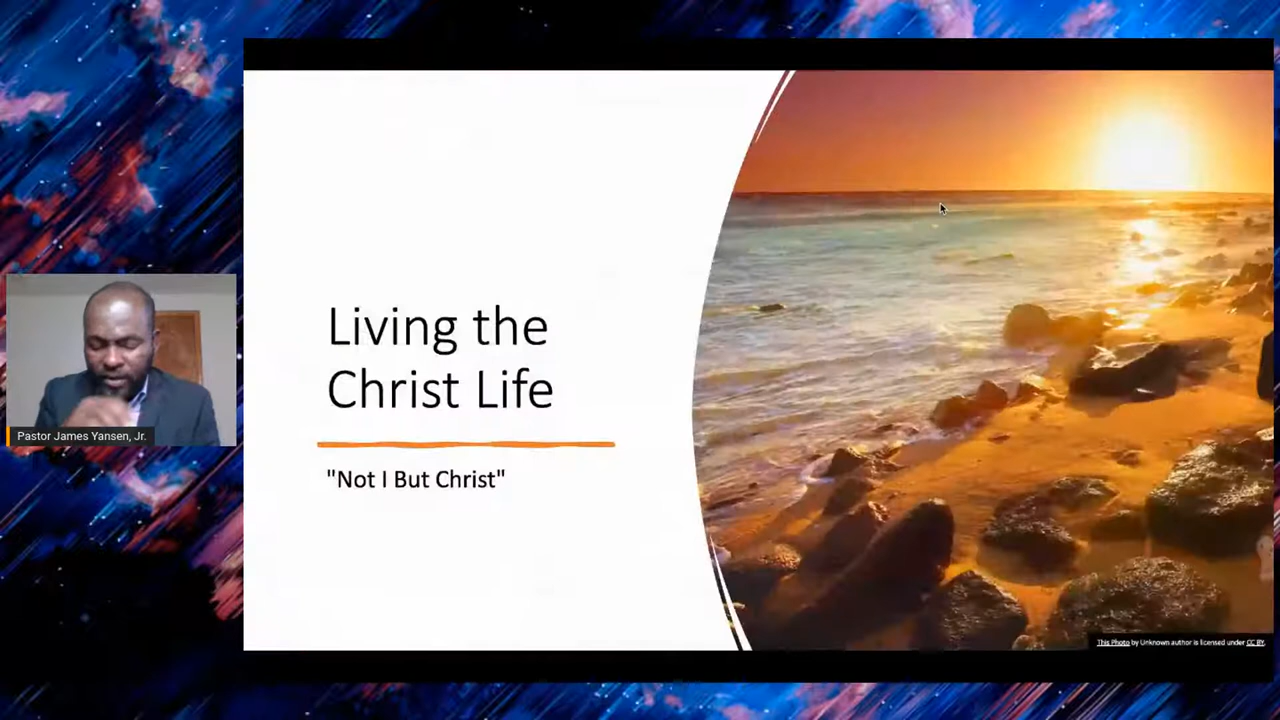 Living the
Christ Life
"Not I But Christ"
Pastor James Yansen, Jr.
This Photo by Unknown author is licensed under CC BY.